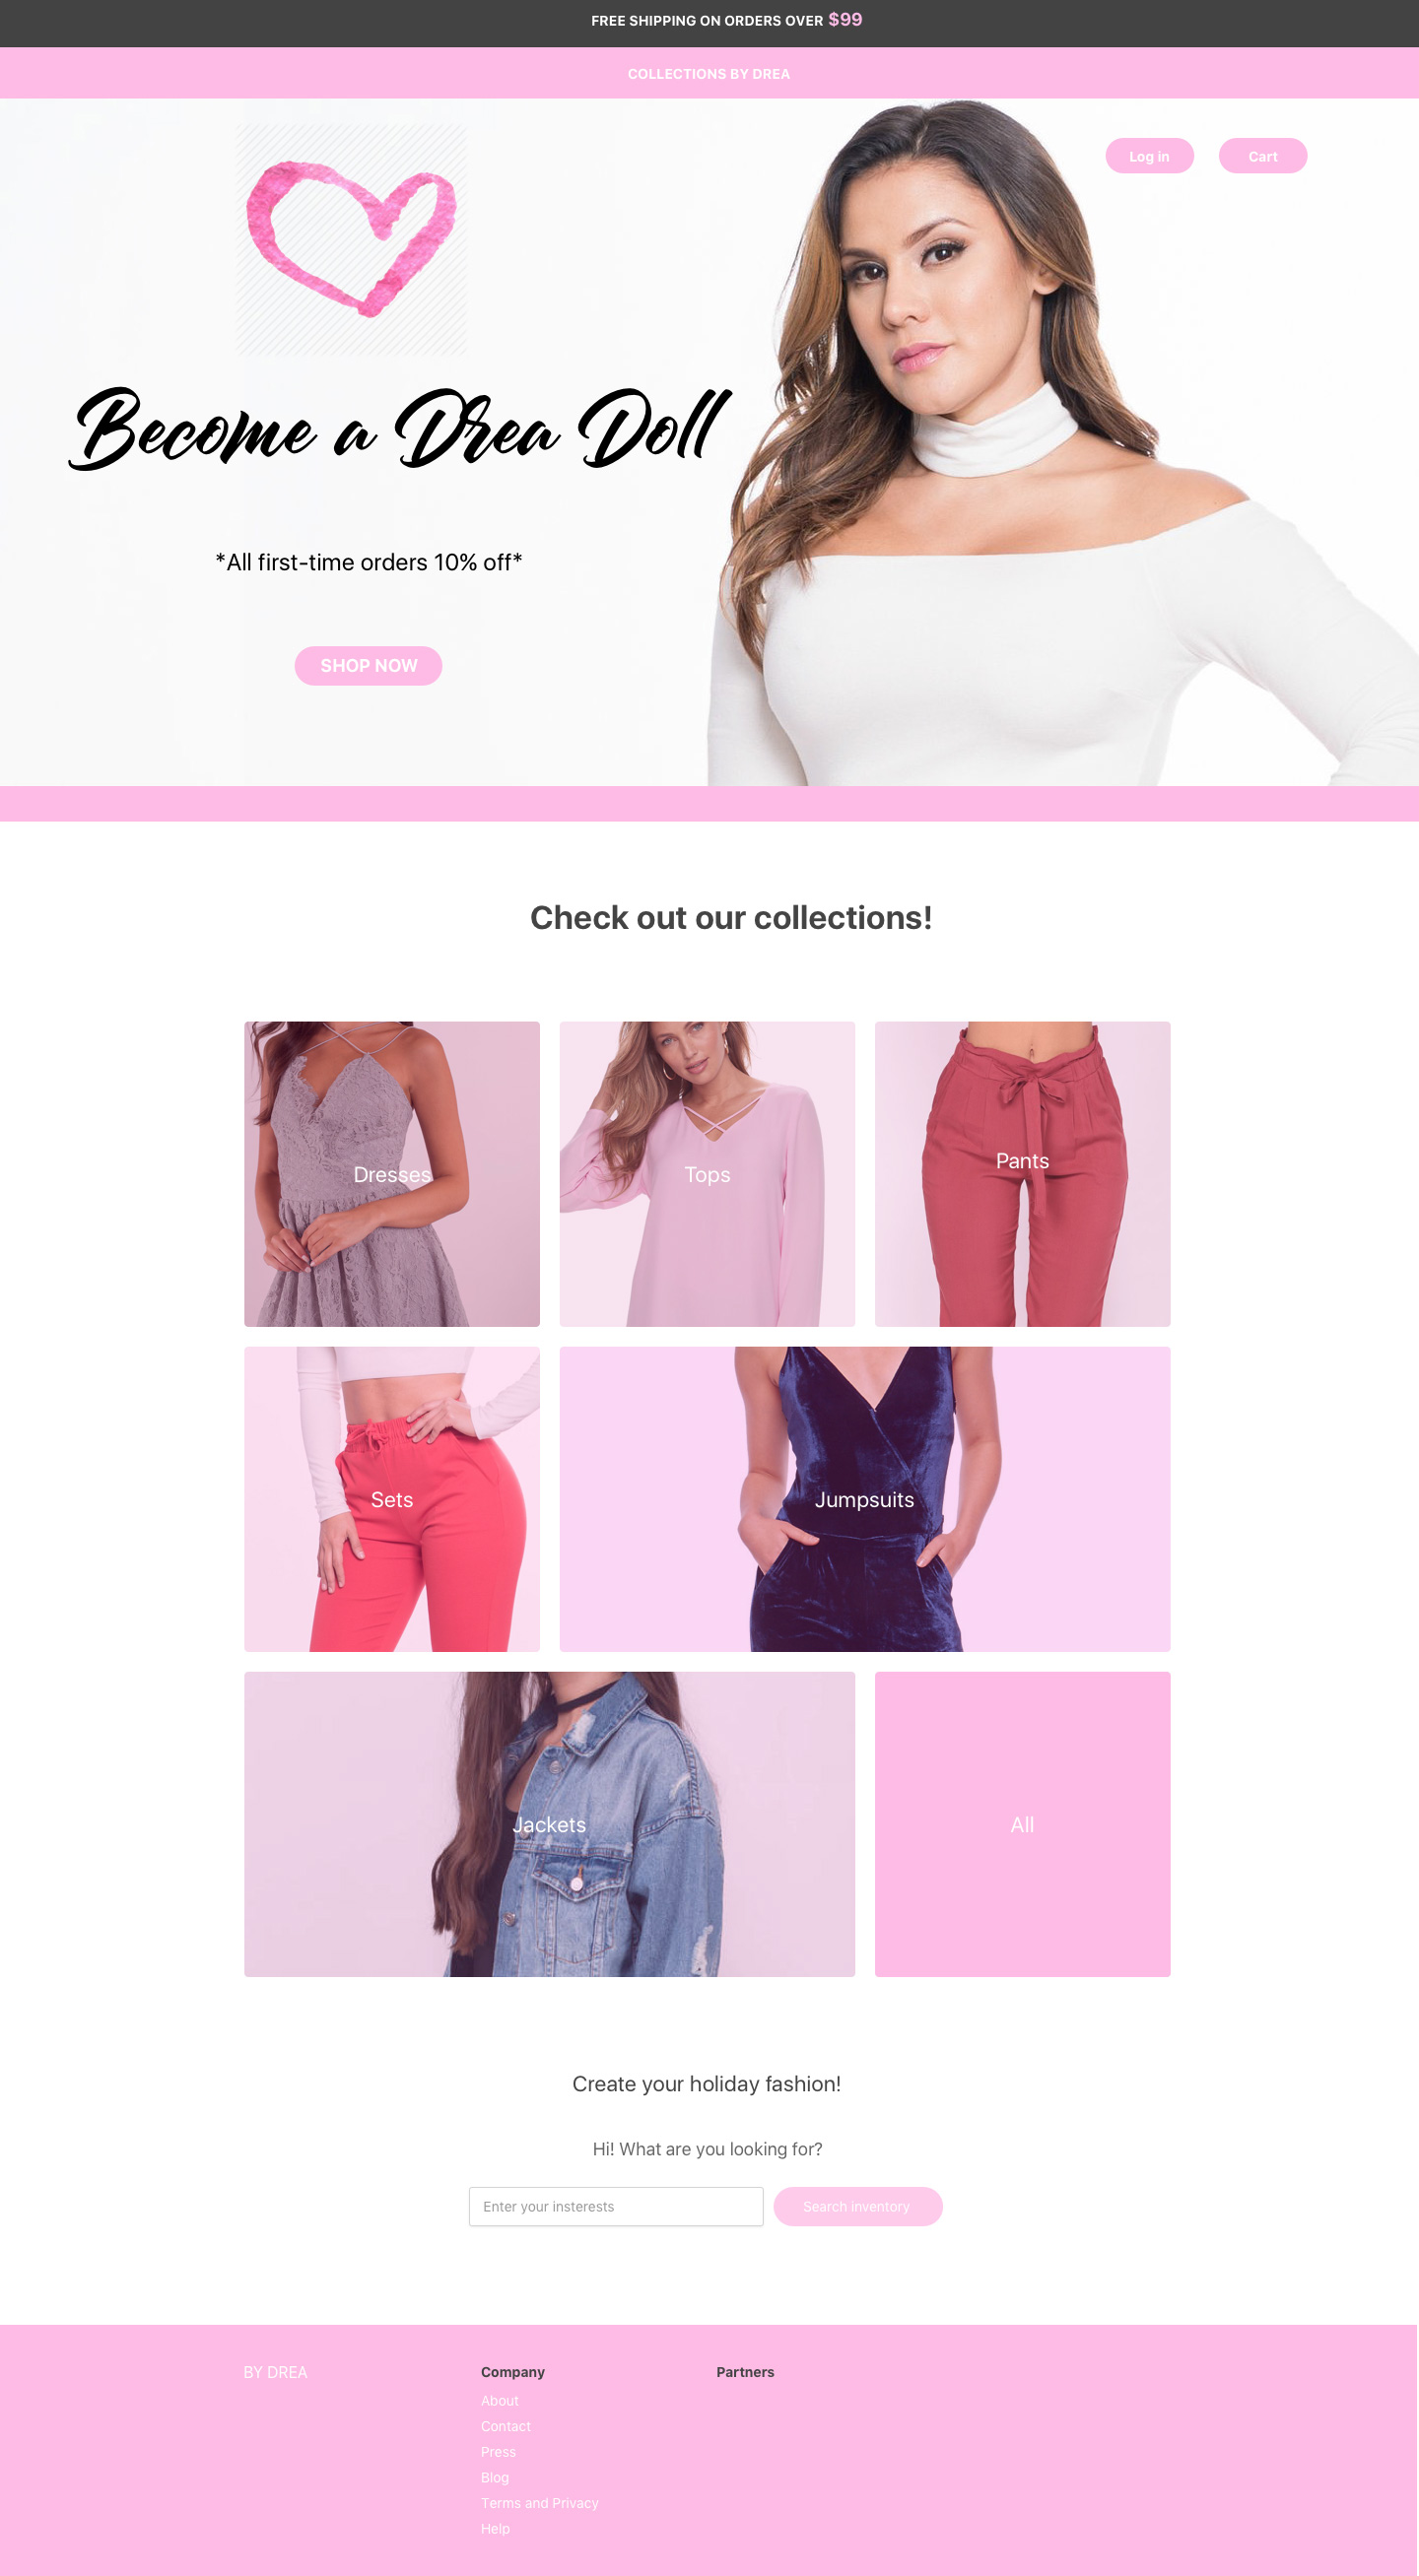 FREE SHIPPING ON ORDERS OVER $99
COLLECTIONS BY DREA
Log in
Cart
Become a Drea Doll
*All first-time orders 10% off*
SHOP NOW
Check out our collections!
Dresses
Tops
Pants
Sets
Jumpsuits
Jackets
All
Create your holiday fashion!
Hi! What are you looking for?
Enter your insterests
Search inventory
BY DREA
Company
About
Contact
Press
Blog
Terms and Privacy
Help
Partners